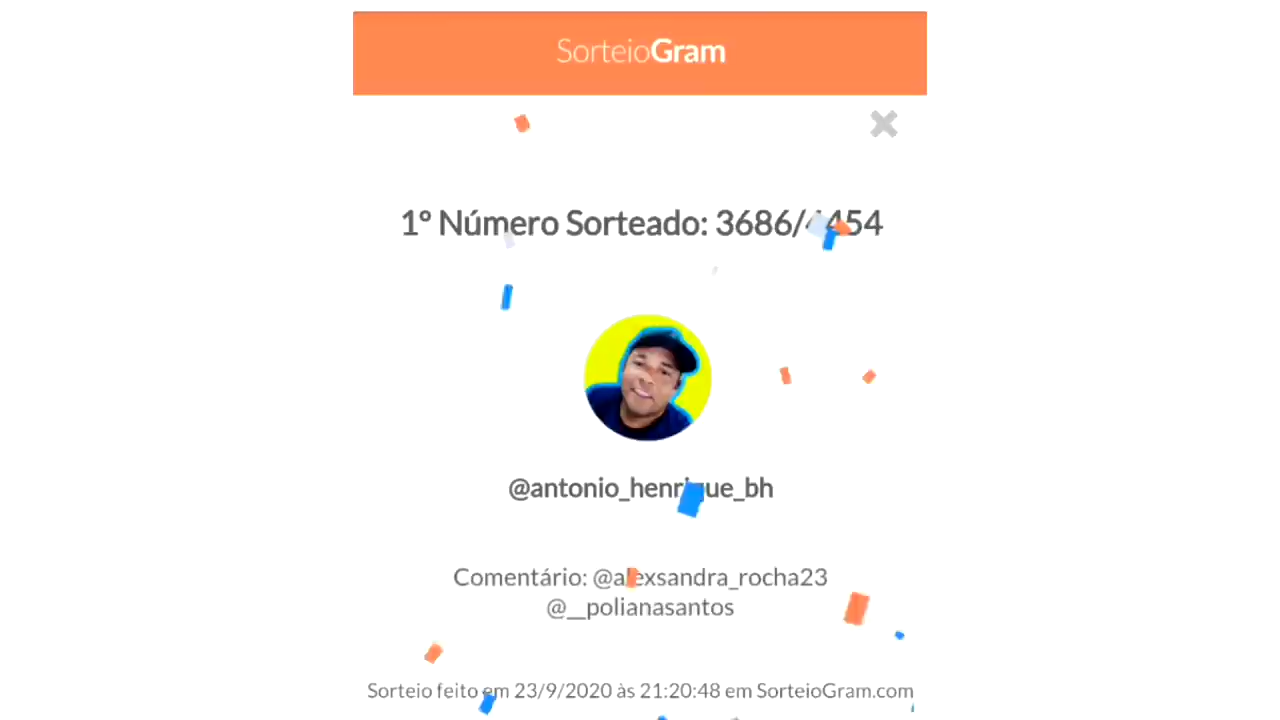 SorteioGram
1º Número Sorteado: 3686/4454
@antonio_henrique_bh
Comentário: @alexsandra_rocha23
@__polianasantos
Sorteio feito em 23/9/2020 às 21:20:48 em SorteioGram.com